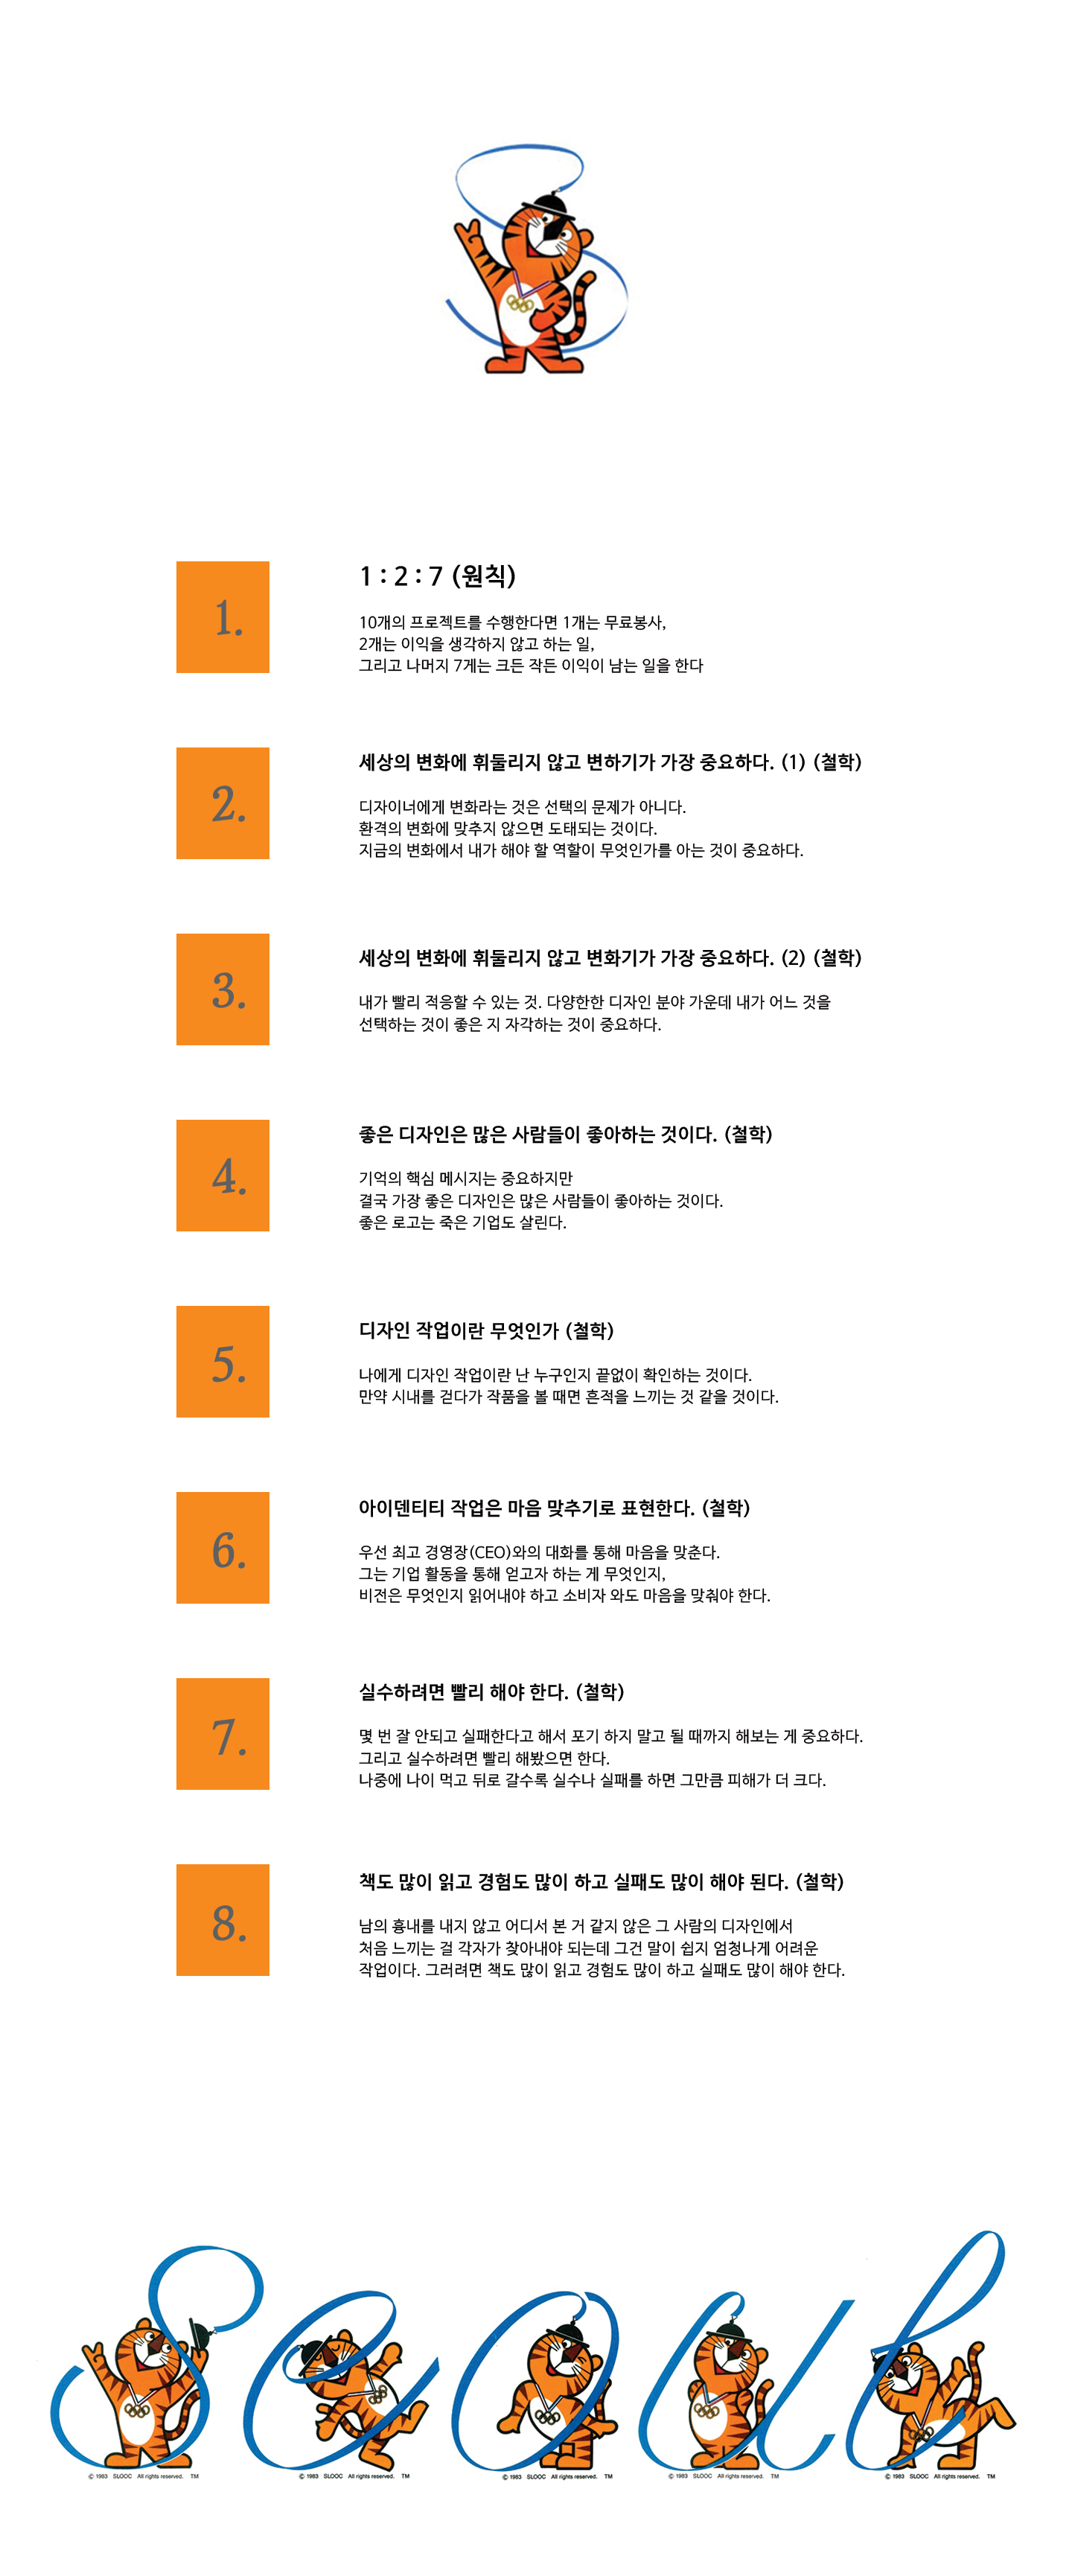 1.
1 : 2 : 7 (원칙)
10개의 프로젝트를 수행한다면 1개는 무료봉사,
2개는 이익을 생각하지 않고 하는 일,
그리고 나머지 7게는 크든 작든 이익이 남는 일을 한다
2.
세상의 변화에 휘둘리지 않고 변하기가 가장 중요하다. (1) (철학)
디자이너에게 변화라는 것은 선택의 문제가 아니다.
환격의 변화에 맞추지 않으면 도태되는 것이다.
지금의 변화에서 내가 해야 할 역할이 무엇인가를 아는 것이 중요하다.
3.
세상의 변화에 휘둘리지 않고 변화기가 가장 중요하다. (2) (철학)
내가 빨리 적응할 수 있는 것. 다양한한 디자인 분야 가운데 내가 어느 것을
선택하는 것이 좋은 지 자각하는 것이 중요하다.
4.
좋은 디자인은 많은 사람들이 좋아하는 것이다. (철학)
기억의 핵심 메시지는 중요하지만
결국 가장 좋은 디자인은 많은 사람들이 좋아하는 것이다.
좋은 로고는 죽은 기업도 살린다.
5.
디자인 작업이란 무엇인가 (철학)
나에게 디자인 작업이란 난 누구인지 끝없이 확인하는 것이다.
만약 시내를 걷다가 작품을 볼 때면 흔적을 느끼는 것 같을 것이다.
6.
아이덴티티 작업은 마음 맞추기로 표현한다. (철학)
우선 최고 경영장(CEO)와의 대화를 통해 마음을 맞춘다.
그는 기업 활동을 통해 얻고자 하는 게 무엇인지,
비전은 무엇인지 읽어내야 하고 소비자 와도 마음을 맞춰야 한다.
7.
실수하려면 빨리 해야 한다. (철학)
몇 번 잘 안되고 실패한다고 해서 포기 하지 말고 될 때까지 해보는 게 중요하다.
그리고 실수하려면 빨리 해봤으면 한다.
나중에 나이 먹고 뒤로 갈수록 실수나 실패를 하면 그만큼 피해가 더 크다.
8.
책도 많이 읽고 경험도 많이 하고 실패도 많이 해야 된다. (철학)
남의 흉내를 내지 않고 어디서 본 거 같지 않은 그 사람의 디자인에서
처음 느끼는 걸 각자가 찾아내야 되는데 그건 말이 쉽지 엄청나게 어려운
작업이다. 그러려면 책도 많이 읽고 경험도 많이 하고 실패도 많이 해야 한다.
Seoul
© 1983 SLOOC All rights reserved. TM
© 1983 SLOOC All rights reserved. TM
© 1983 SLOOC All rights reserved. TM
© 1983 SLOOC All rights reserved. TM
© 1983 SLOOC All rights reserved. TM